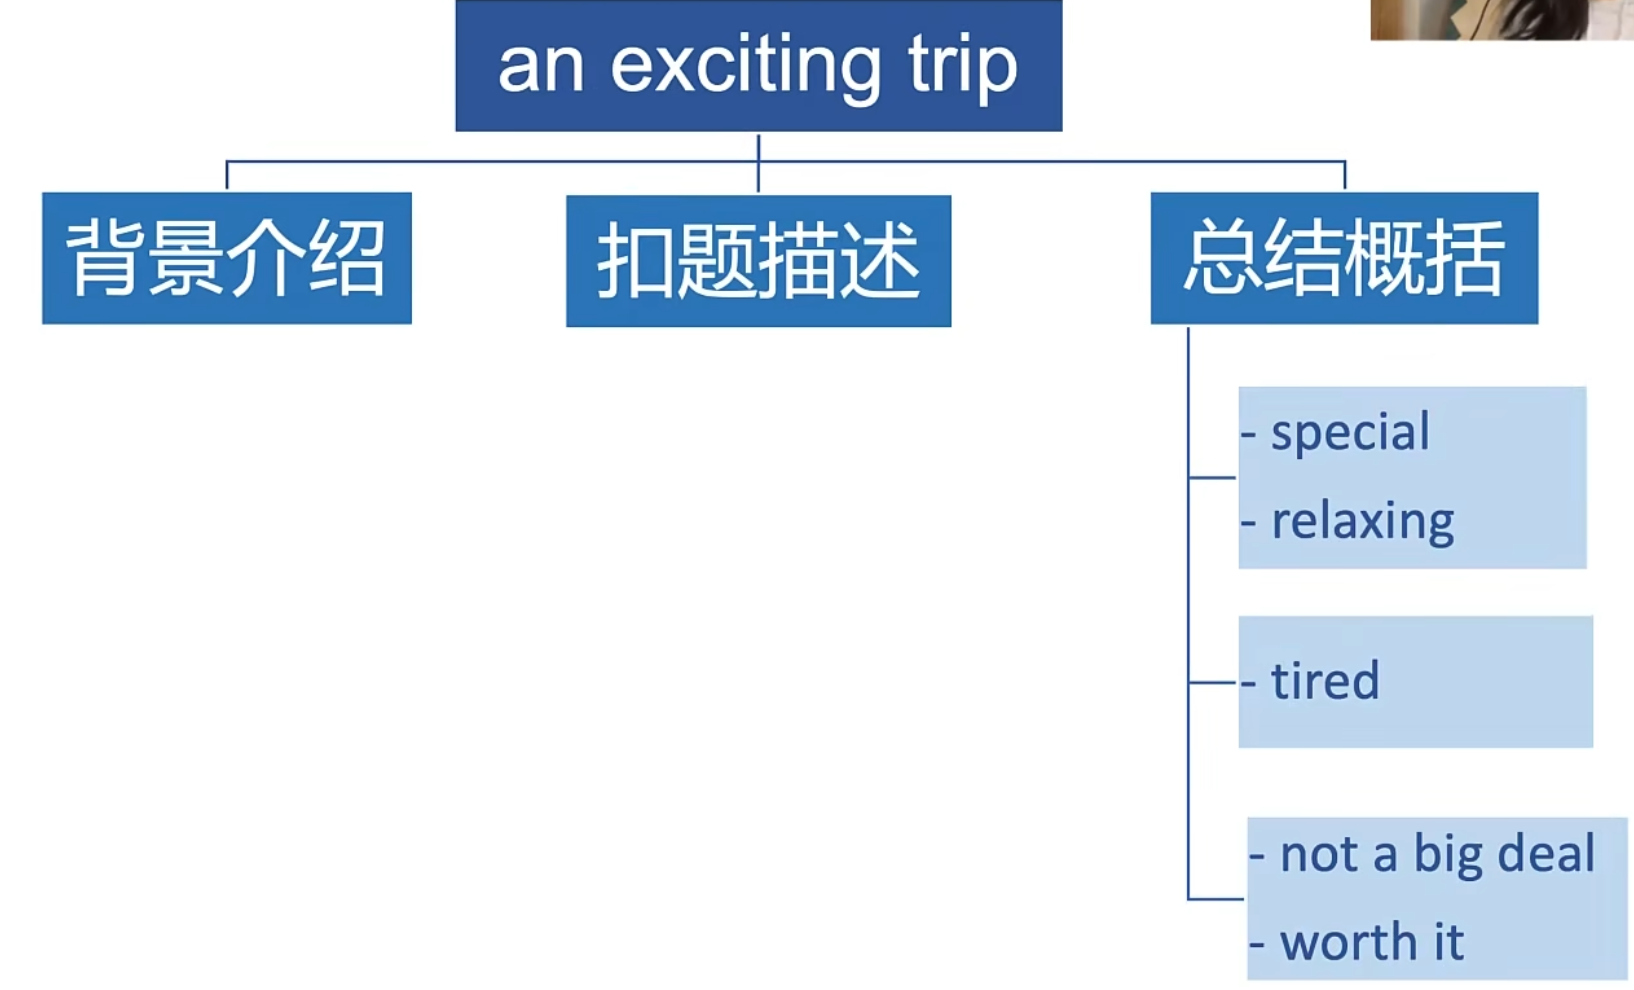 an exciting trip
背景介绍
扣题描述
总结概括
- special
- relaxing
- tired
- not a big deal
- worth it